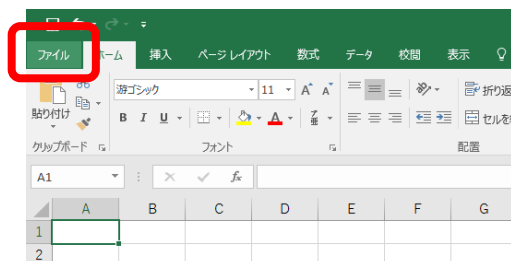 ファイル ホーム 挿入 ページ レイアウト 数式 データ 校閲 表示
游ゴシック 11 A A 折り返
貼り付け B I U A 亜 セルを
クリップボード フォント 配置
A1 fx
A B C D E F G
1
2